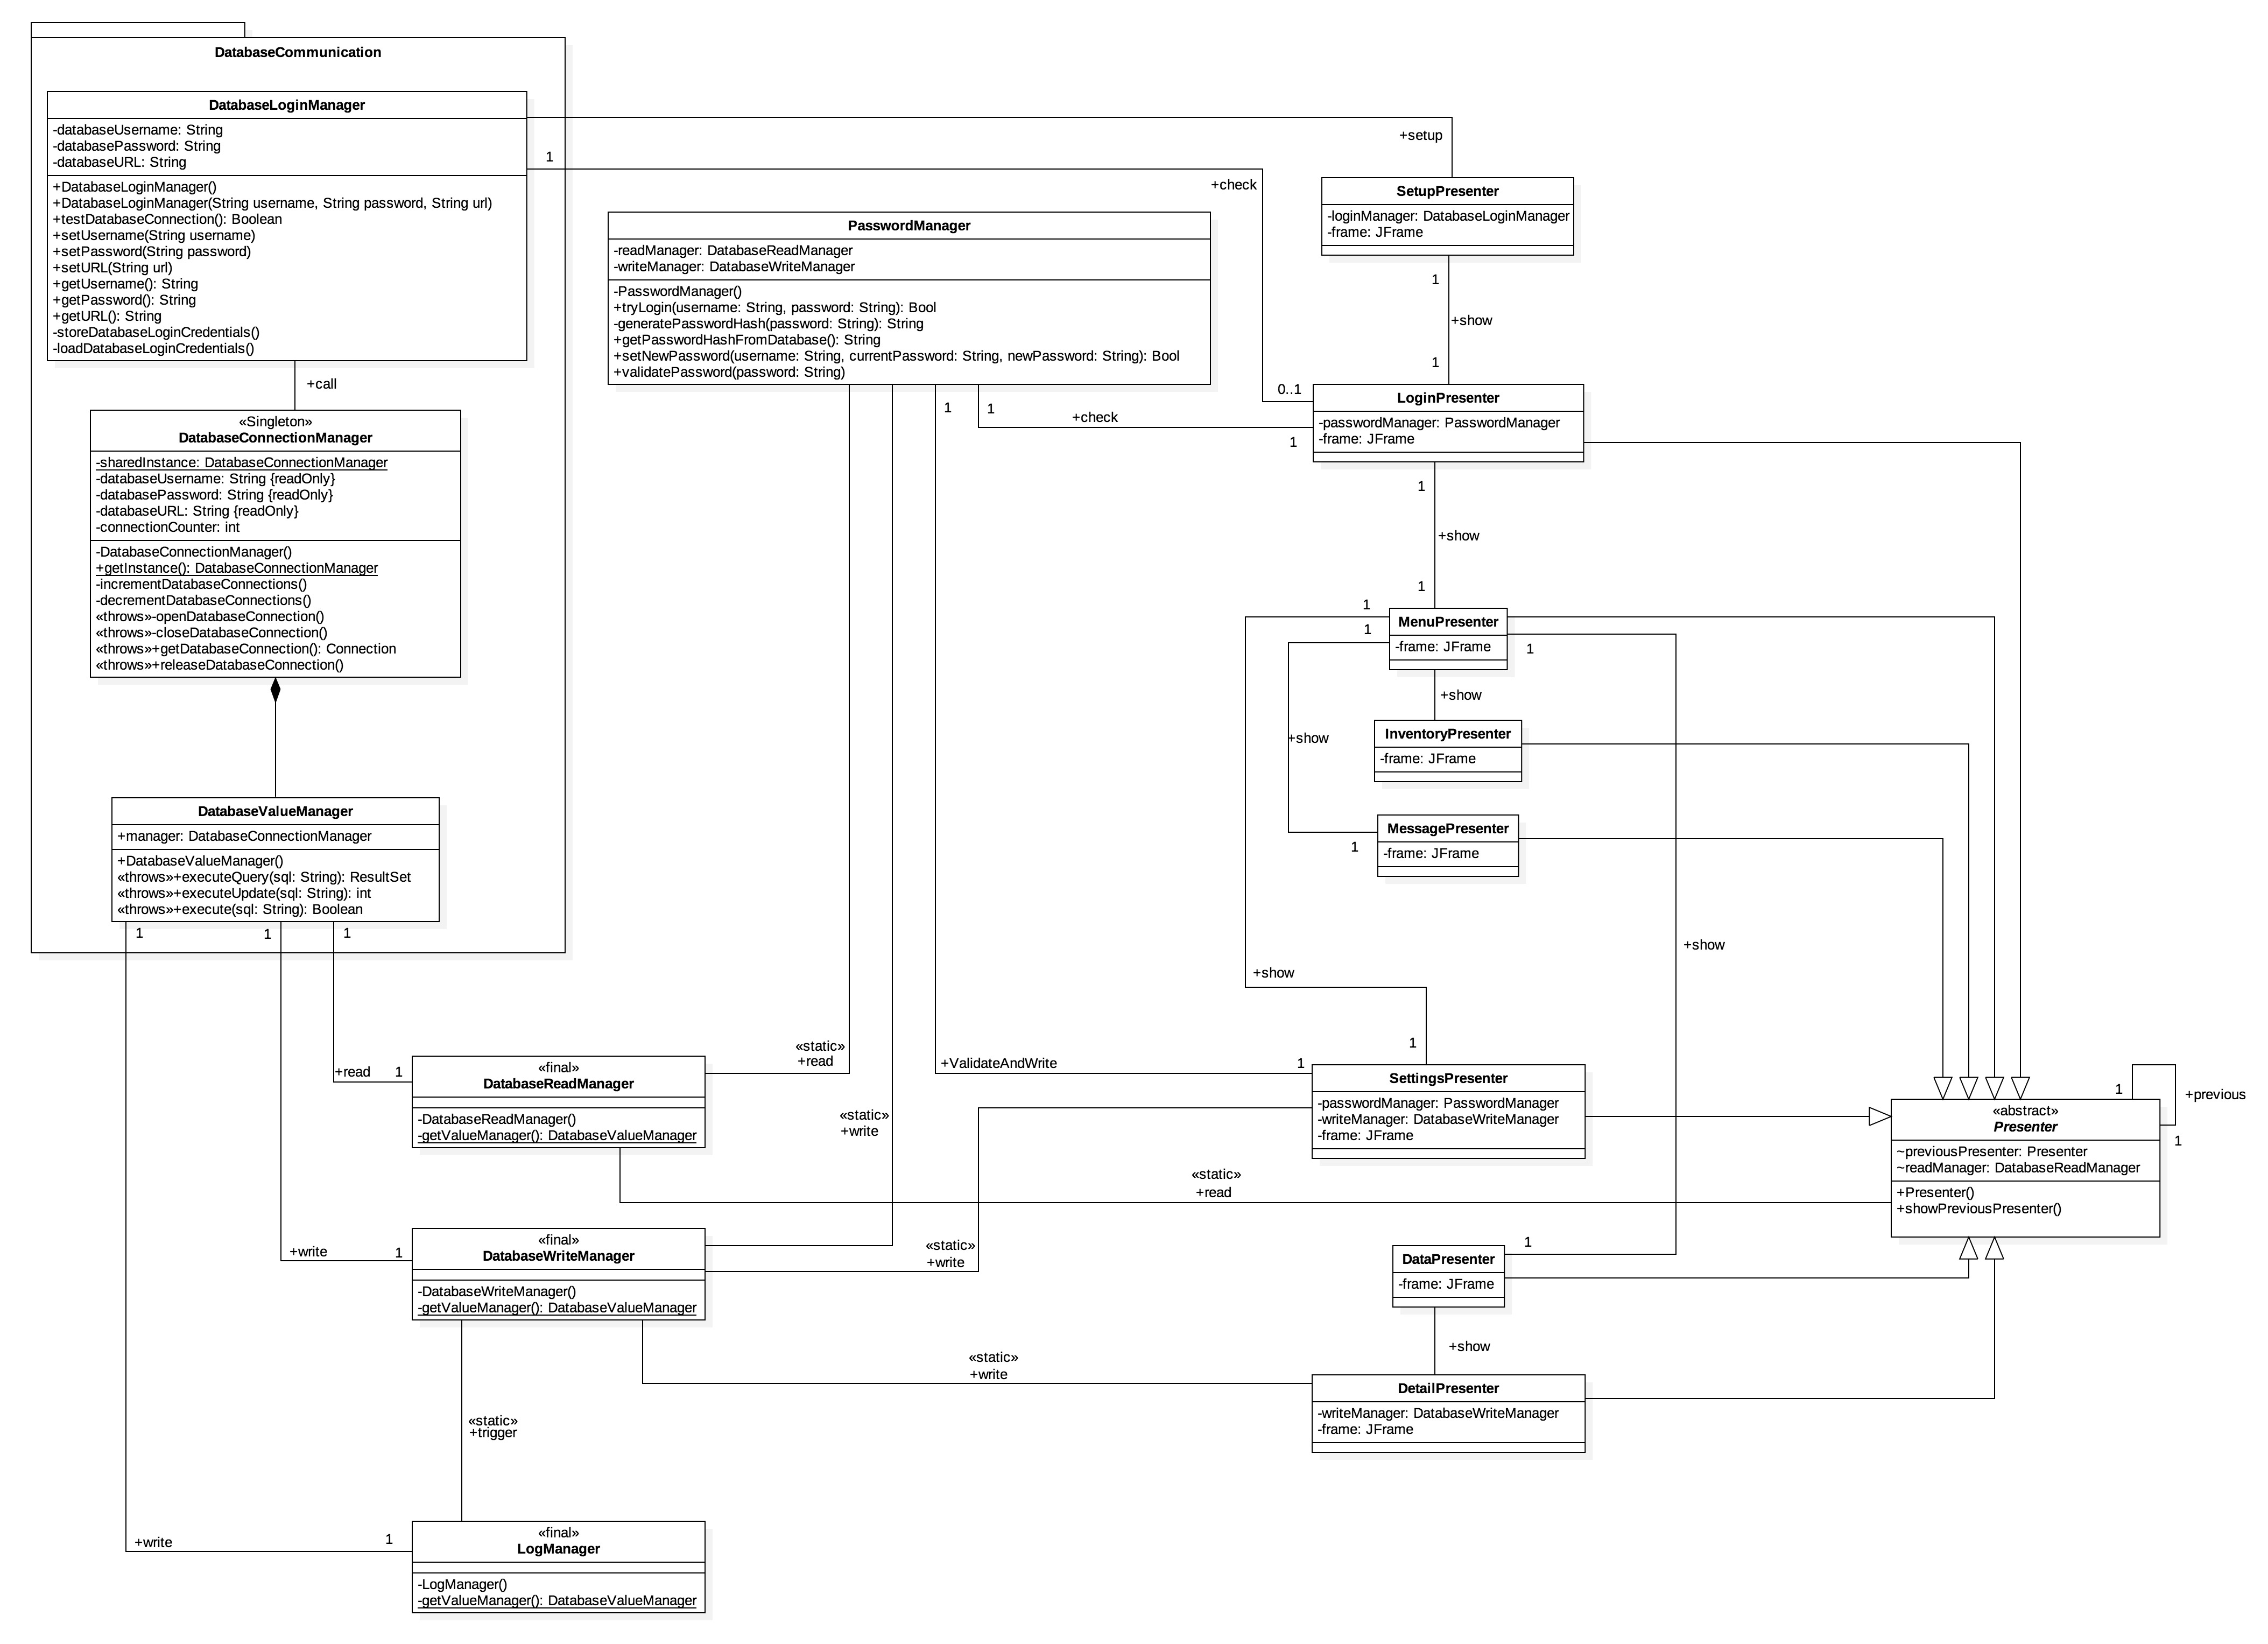 DatabaseCommunication
DatabaseLoginManager
-databaseUsername: String
-databasePassword: String
-databaseURL: String
+DatabaseLoginManager()
+DatabaseLoginManager(String username, String password, String url)
+testDatabaseConnection(): Boolean
+setUsername(String username)
+setPassword(String password)
+setURL(String url)
+getUsername(): String
+getPassword(): String
+getURL(): String
-storeDatabaseLoginCredentials()
-loadDatabaseLoginCredentials()
+setup
1
+check
0..1
+call
«Singleton»
DatabaseConnectionManager
-sharedInstance: DatabaseConnectionManager
-databaseUsername: String {readOnly}
-databasePassword: String {readOnly}
-databaseURL: String {readOnly}
-connectionCounter: int
-DatabaseConnectionManager()
+getInstance(): DatabaseConnectionManager
-incrementDatabaseConnections()
-decrementDatabaseConnections()
«throws»-openDatabaseConnection()
«throws»-closeDatabaseConnection()
«throws»+getDatabaseConnection(): Connection
«throws»+releaseDatabaseConnection()
DatabaseValueManager
+manager: DatabaseConnectionManager
+DatabaseValueManager()
«throws»+executeQuery(sql: String): ResultSet
«throws»+executeUpdate(sql: String): int
«throws»+execute(sql: String): Boolean
1
1
1
PasswordManager
-readManager: DatabaseReadManager
-writeManager: DatabaseWriteManager
-PasswordManager()
+tryLogin(username: String, password: String): Bool
-generatePasswordHash(password: String): String
+getPasswordHashFromDatabase(): String
+setNewPassword(username: String, currentPassword: String, newPassword: String): Bool
+validatePassword(password: String)
1
1
+check
1
SetupPresenter
-loginManager: DatabaseLoginManager
-frame: JFrame
1
+show
1
LoginPresenter
-passwordManager: PasswordManager
-frame: JFrame
1
+show
1
1
1
MenuPresenter
-frame: JFrame
1
+show
InventoryPresenter
-frame: JFrame
+show
MessagePresenter
-frame: JFrame
1
+show
+show
1
«static»
+read
+ValidateAndWrite
1
+read
1
«final»
DatabaseReadManager
-DatabaseReadManager()
-getValueManager(): DatabaseValueManager
«static»
+write
SettingsPresenter
-passwordManager: PasswordManager
-writeManager: DatabaseWriteManager
-frame: JFrame
«static»
+read
1
+previous
1
«abstract»
Presenter
~previousPresenter: Presenter
~readManager: DatabaseReadManager
+Presenter()
+showPreviousPresenter()
+write
1
«final»
DatabaseWriteManager
-DatabaseWriteManager()
-getValueManager(): DatabaseValueManager
«static»
+write
1
DataPresenter
-frame: JFrame
+show
«static»
+write
DetailPresenter
-writeManager: DatabaseWriteManager
-frame: JFrame
«static»
+trigger
+write
1
«final»
LogManager
-LogManager()
-getValueManager(): DatabaseValueManager